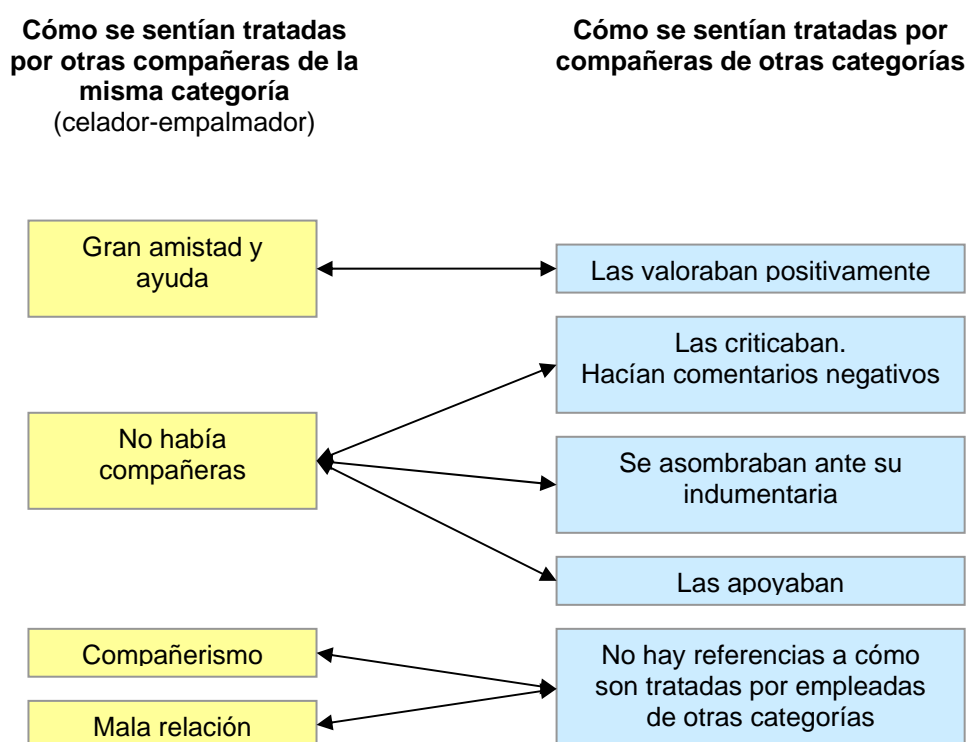 Cómo se sentían tratadas
por otras compañeras de la
misma categoría
(celador-empalmador)
Cómo se sentían tratadas por
compañeras de otras categorías
Gran amistad y
ayuda
Las valoraban positivamente
Las criticaban.
Hacían comentarios negativos
No había
compañeras
Se asombraban ante su
indumentaria
Las apoyaban
Compañerismo
Mala relación
No hay referencias a cómo
son tratadas por empleadas
de otras categorías